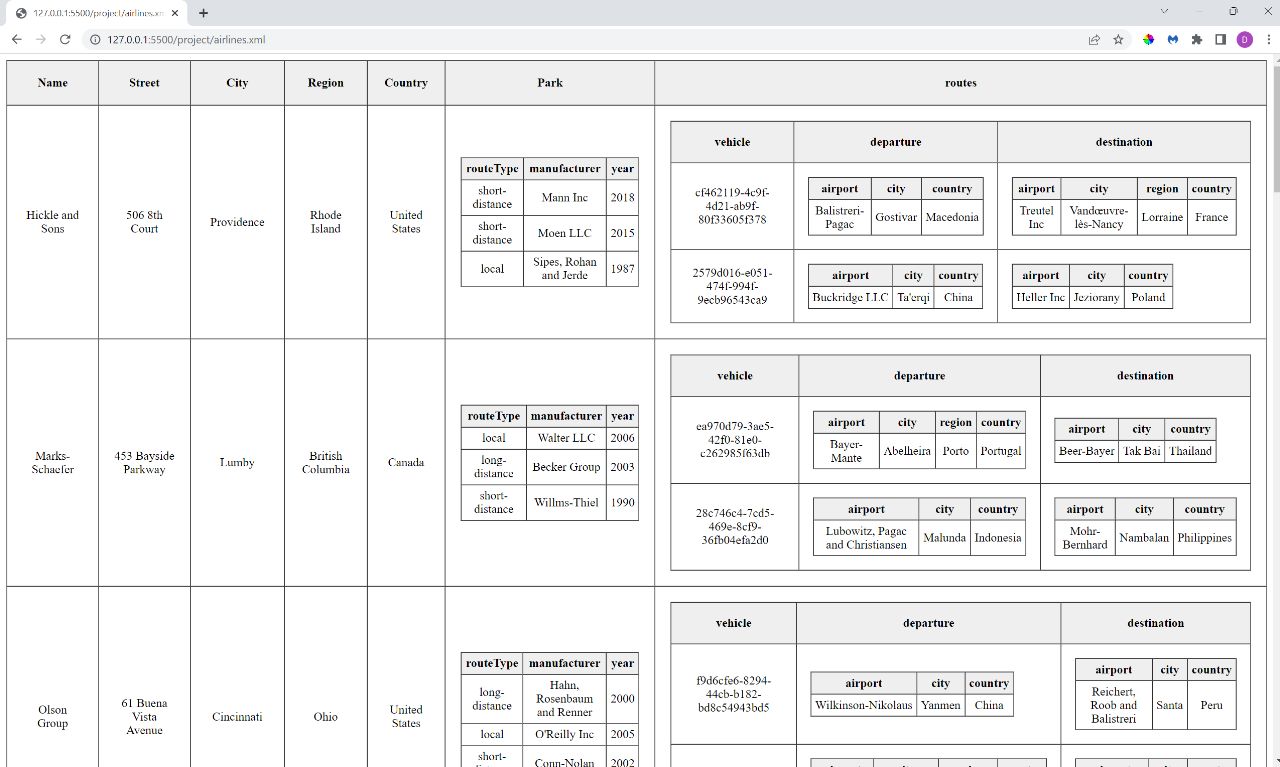 127.0.0.1:5500/project/airlines.xm
127.0.0.1:5500/project/airlines.xml
D
Name Street City Region Country Park routes
Hickle and
Sons
506 8th
Court
Providence
Rhode
Island
United
States
routeType manufacturer year
short-
distance
Mann Inc 2018
short-
distance
Moen LLC 2015
local
Sipes, Rohan
and Jerde
1987
vehicle departure destination
cf462119-4c9f-
4d21-ab9f-
80f33605f378
airport city country
Balistreri-
Pagac
Gostivar Macedonia
airport city region country
Treutel
Inc
Vandœuvre-
lès-Nancy
Lorraine France
2579d016-e051-
474f-994f-
9ecb96543ca9
airport city country
Buckridge LLC Ta'erqi China
airport city country
Heller Inc Jeziorany Poland
Marks-
Schaefer
453 Bayside
Parkway
Lumby
British
Columbia
Canada
routeType manufacturer year
local Walter LLC 2006
long-
distance
Becker Group 2003
short-
distance
Willms-Thiel 1990
vehicle departure destination
ea970d79-3ae5-
42f0-81e0-
c262985f63db
airport city region country
Bayer-
Mante
Abelheira Porto Portugal
airport city country
Beer-Bayer Tak Bai Thailand
28c746c4-7cd5-
469e-8cf9-
36fb04efa2d0
airport city country
Lubowitz, Pagac
and Christiansen
Malunda Indonesia
airport city country
Mohr-
Bernhard
Nambalan Philippines
Olson
Group
61 Buena
Vista
Avenue
Cincinnati
Ohio
United
States
routeType manufacturer year
long-
distance
Hahn,
Rosenbaum
and Renner
2000
local O'Reilly Inc 2005
short-
Conn-Nolan 2002
vehicle departure destination
f9d6cfe6-8294-
44cb-b182-
bd8c54943bd5
airport city country
Wilkinson-Nikolaus Yanmen China
airport city country
Reichert,
Roob and
Balistreri
Santa Peru